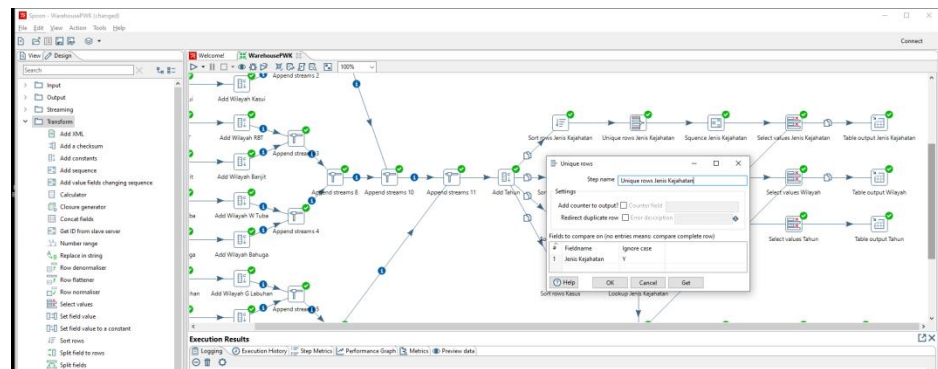 Spoon - WarehousePWK (changed)
File Edit View Action Tools Help
Connect
View Design
Welcome! WarehousePWK
Search
100%
Input
Output
Streaming
Transform
Add XML
Add a checksum
Add constants
Add sequence
Add value fields changing sequence
Calculator
Closure generator
Concat fields
Get ID from slave server
Number range
Replace in string
Row denormaliser
Row flattener
Row normaliser
Select values
Set field value
Set field value to a constant
Sort rows
Split field to rows
Split fields
Append streams 2
Add Wilayah Kasui
Add Wilayah RBT
Append streams 3
Add Wilayah Banjit
Append streams 8
Append streams 10
Append streams 11
Add Tahun
Add Wilayah W Tuba
Append streams 4
Add Wilayah Bahuga
Add Wilayah G Labuhan
Append streams 5
Sort rows Jenis Kejahatan
Unique rows Jenis Kejahatan
Squence Jenis Kejahatan
Select values Jenis Kejahatan
Table output Jenis Kejahatan
Select values Wilayah
Table output Wilayah
Select values Tahun
Table output Tahun
Sort rows Kasus
Lookup Jenis Kejahatan
Unique rows
Step name Unique rows Jenis Kejahatan
Settings
Add counter to output? Counter field
Redirect duplicate row Error description
Fields to compare on (no entries means: compare complete row)
# Fieldname Ignore case
1 Jenis Kejahatan Y
Help OK Cancel Get
Execution Results
Logging Execution History Step Metrics Performance Graph Metrics Preview data